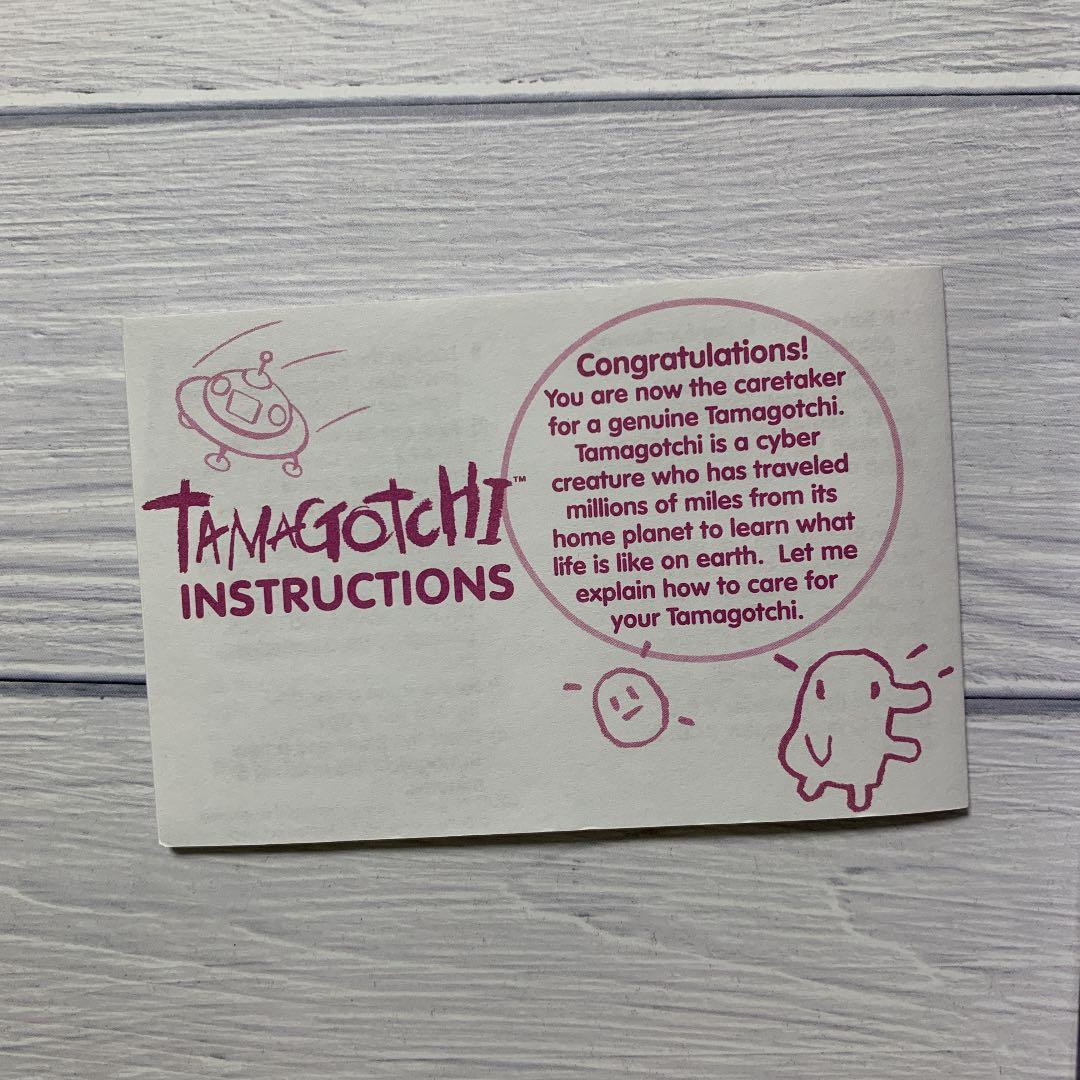 TAMAGOTCHI™
INSTRUCTIONS
Congratulations!
You are now the caretaker
for a genuine Tamagotchi.
Tamagotchi is a cyber
creature who has traveled
millions of miles from its
home planet to learn what
life is like on earth. Let me
explain how to care for
your Tamagotchi.